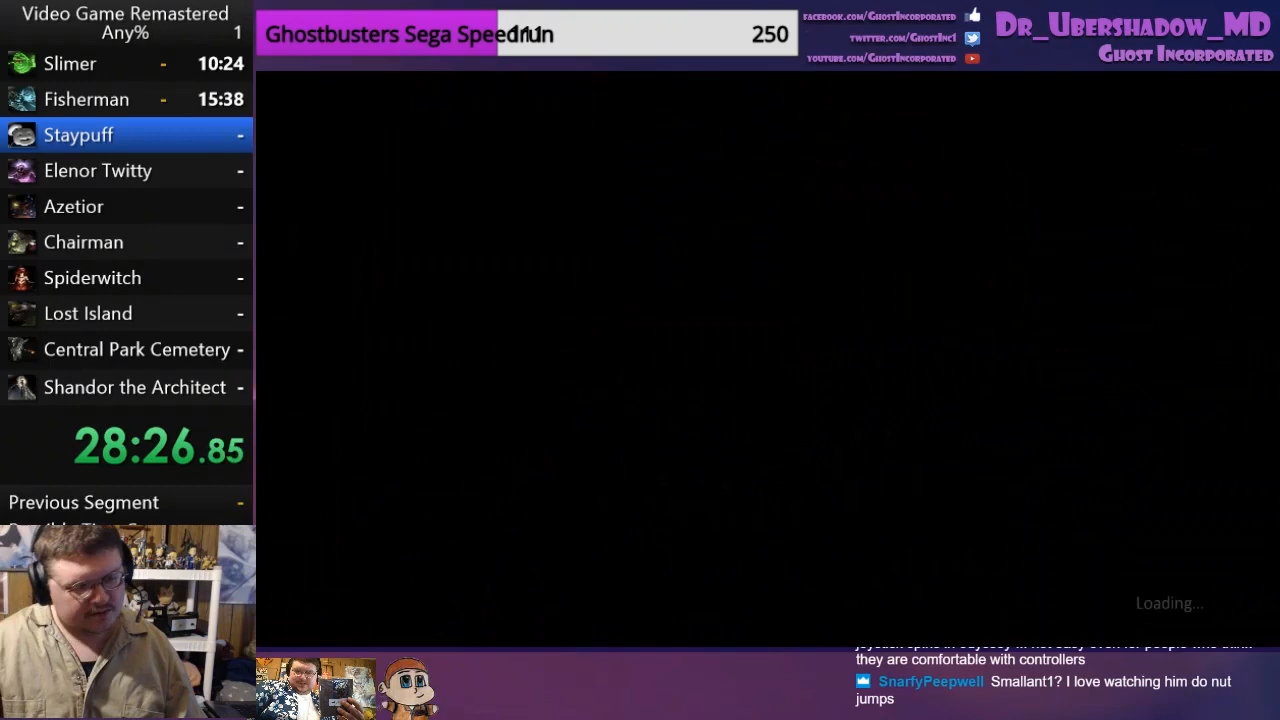 Video Game Remastered
Any% 1
Slimer - 10:24
Fisherman - 15:38
Staypuff -
Elenor Twitty -
Azetior -
Chairman -
Spiderwitch -
Lost Island -
Central Park Cemetery -
Shandor the Architect -
28:26.85
Previous Segment -
Ghostbusters Sega Speedrun
250
facebook.com/GhostIncorporated
twitter.com/GhostInc1
youtube.com/GhostIncorporated
Dr_Ubershadow_MD
Ghost Incorporated
Loading...
they are comfortable with controllers
SnarfyPeepwell Smallant1? I love watching him do nut
jumps